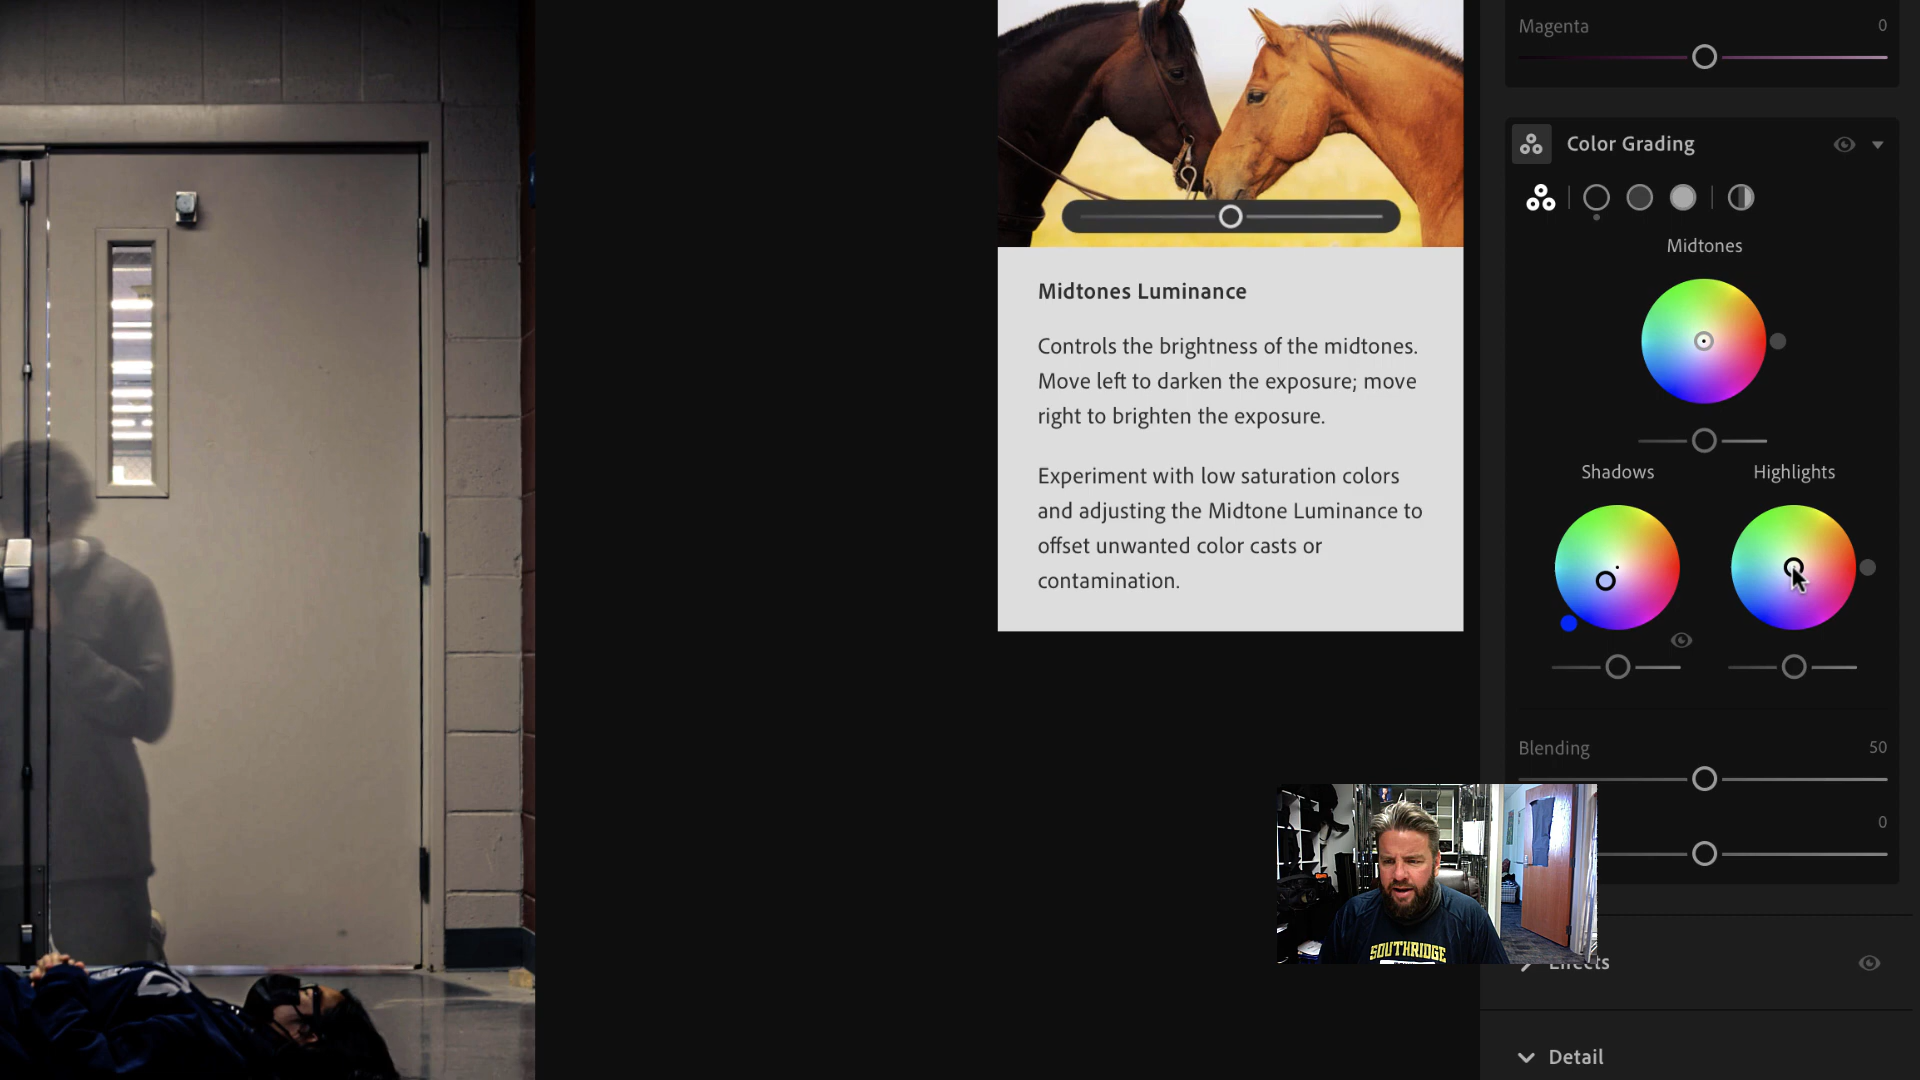 Magenta 0
Color Grading
Midtones
Midtones Luminance
Controls the brightness of the midtones.
Move left to darken the exposure; move
right to brighten the exposure.
Experiment with low saturation colors
and adjusting the Midtone Luminance to
offset unwanted color casts or
contamination.
Shadows Highlights
Blending 50
0
SOUTHRIDGE
Effects
Detail